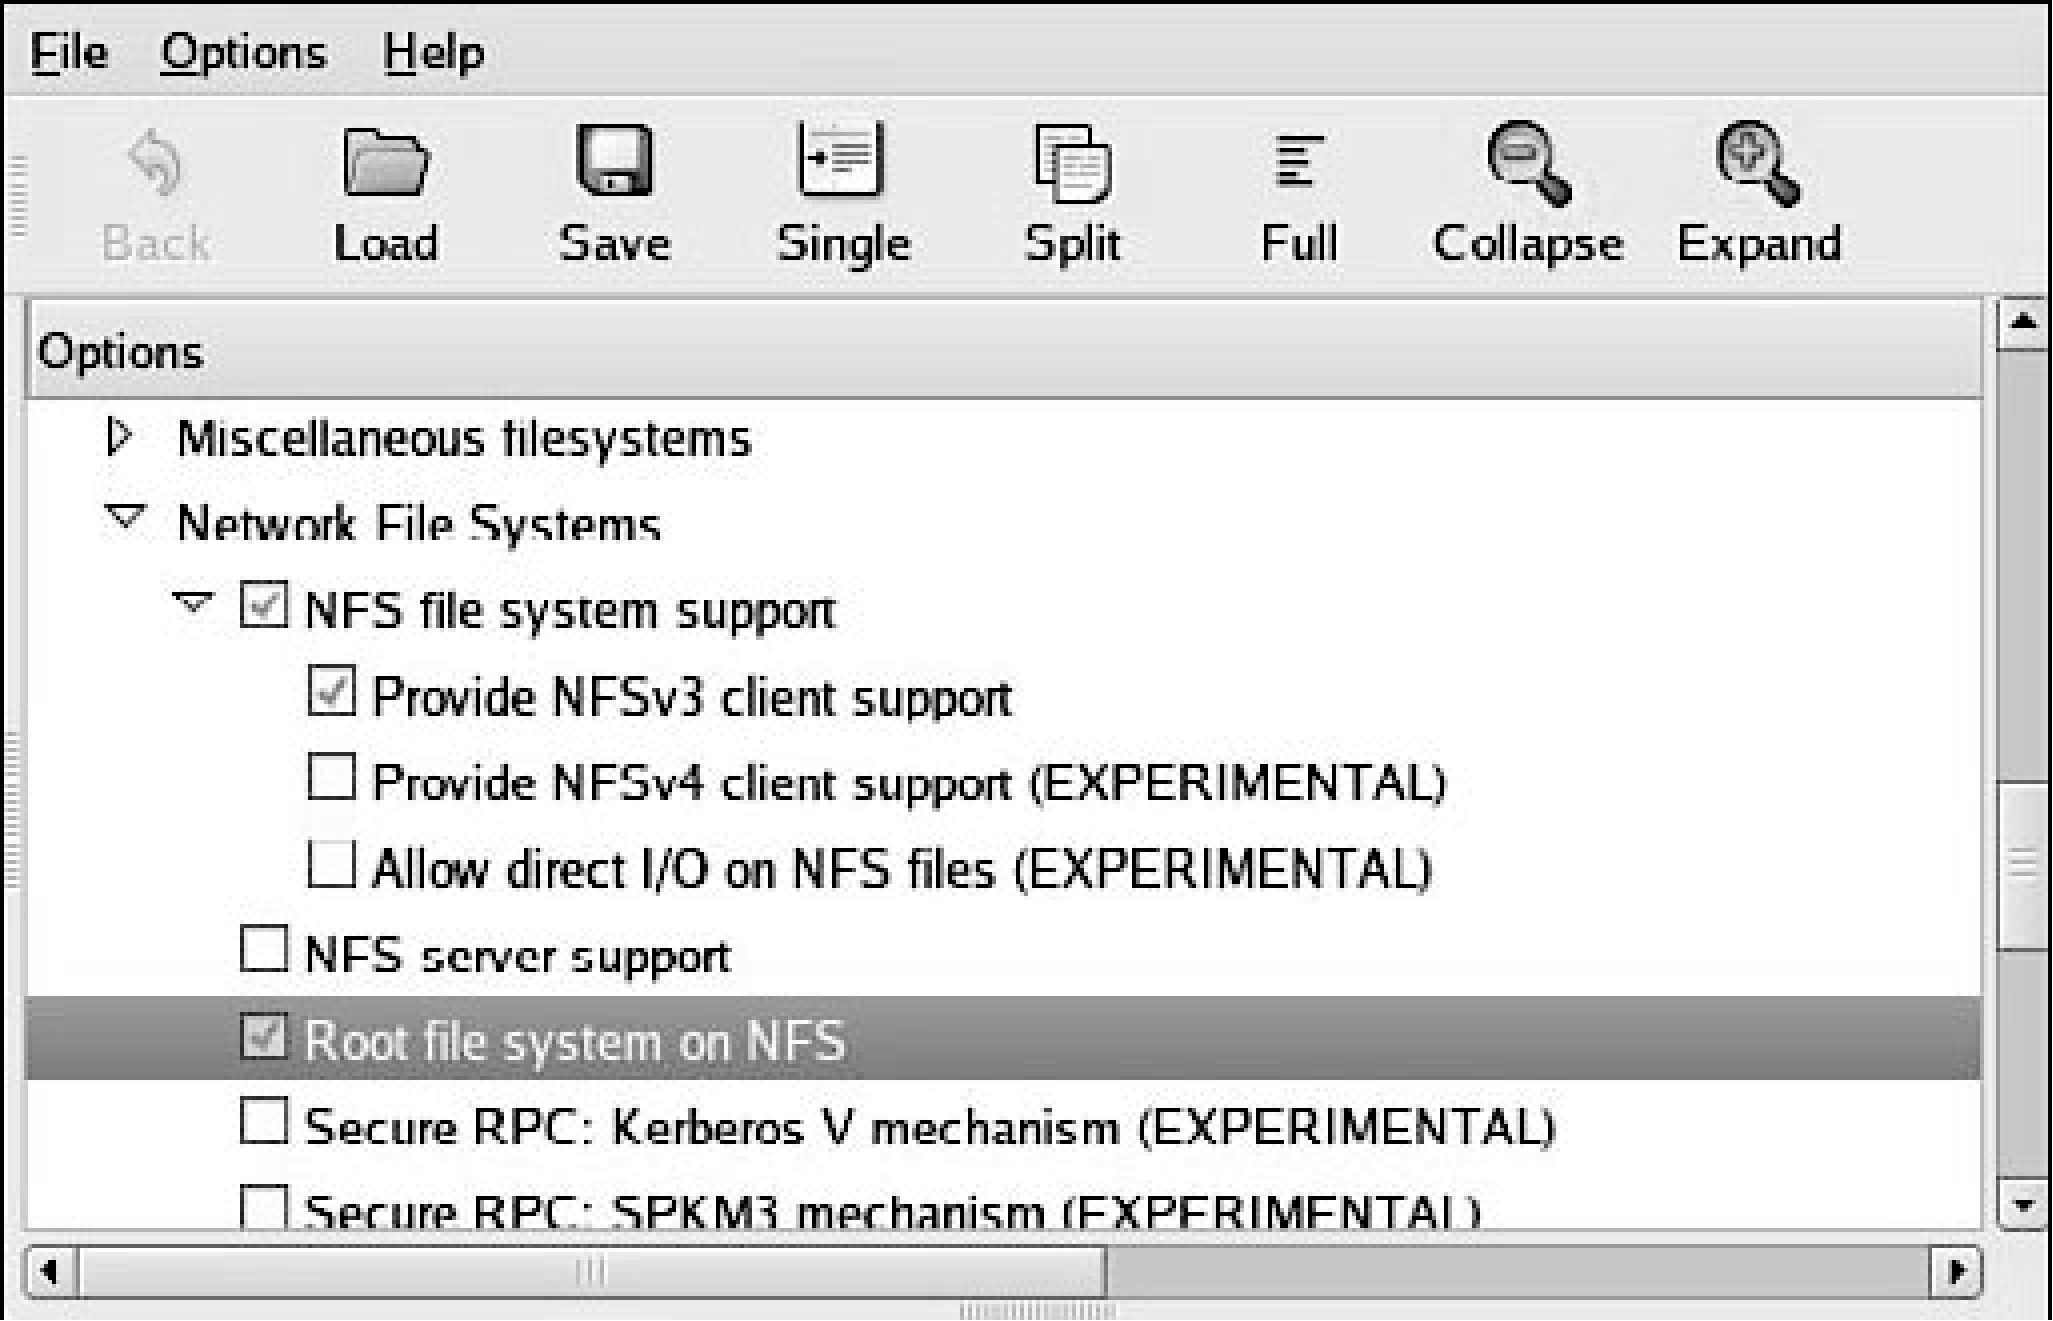 File Options Help
Back Load Save Single Split Full Collapse Expand
Options
Miscellaneous filesystems
Network File Systems
NFS file system support
Provide NFSv3 client support
Provide NFSv4 client support (EXPERIMENTAL)
Allow direct I/O on NFS files (EXPERIMENTAL)
NFS server support
Root file system on NFS
Secure RPC: Kerberos V mechanism (EXPERIMENTAL)
Secure RPC: SPKM3 mechanism (EXPERIMENTAL)